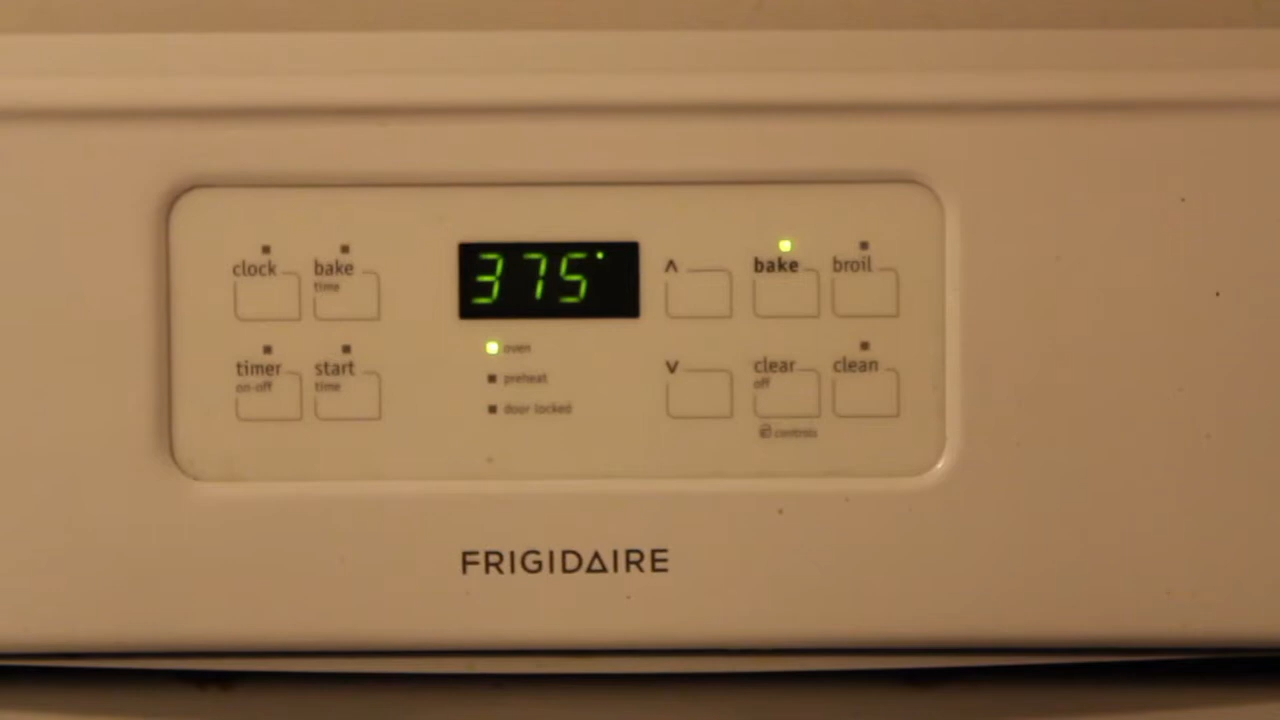 clock
bake
time
375°
^
bake
broil
timer
on-off
start
time
oven
preheat
door locked
v
clear
off
clean
controls
FRIGIDAIRE